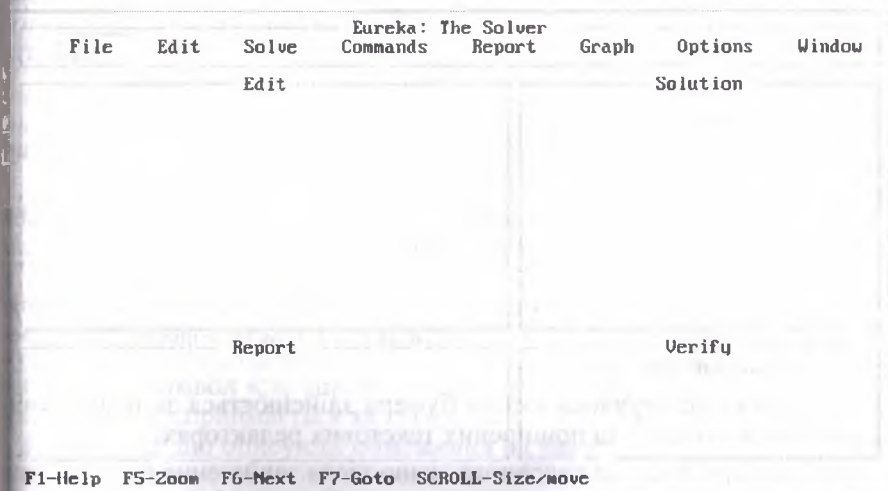 Eureka: The Solver
File Edit Solve Commands Report Graph Options Window
Edit Solution
Report Verify
F1-Help F5-Zoom F6-Next F7-Goto SCROLL-Size/move